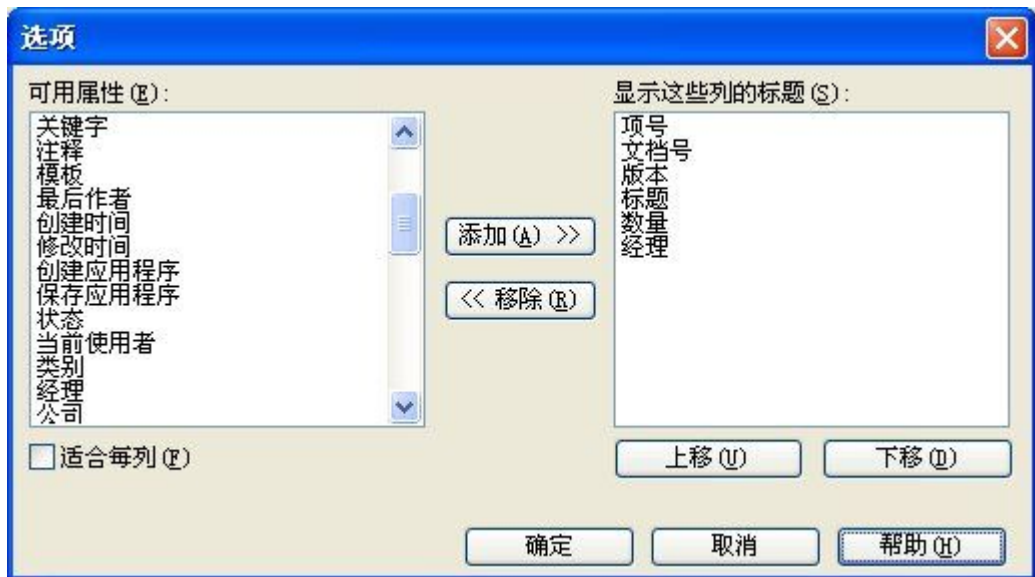 选项
可用属性(E):
关键字
注释
模板
最后作者
创建时间
修改时间
创建应用程序
保存应用程序
状态
当前使用者
类别
经理
公司
适合每列(F)
添加(A) >>
<< 移除(R)
显示这些列的标题(S):
项号
文档号
版本
标题
数量
经理
上移(U)
下移(D)
确定
取消
帮助(H)